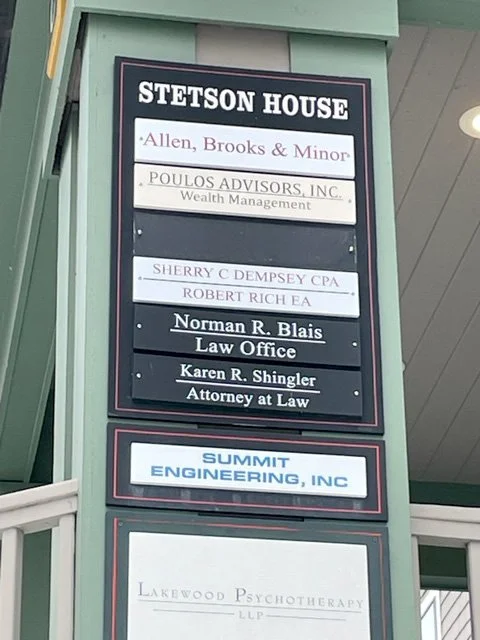 STETSON HOUSE
Allen, Brooks & Minor
POULOS ADVISORS, INC.
Wealth Management
SHERRY C DEMPSEY CPA
ROBERT RICH EA
Norman R. Blais
Law Office
Karen R. Shingler
Attorney at Law
SUMMIT
ENGINEERING, INC
LAKEWOOD PSYCHOTHERAPY
LLP